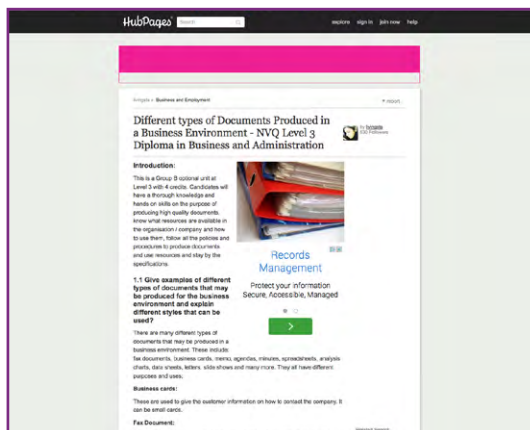 HubPages
Search
explore sign in join now help
Business and Employment
Different types of Documents Produced in
a Business Environment - NVQ Level 3
Diploma in Business and Administration
Introduction:
This is a Group B optional unit at
Level 3 with 4 credits. Candidates will
have a thorough knowledge and
hands on skills on the purpose of
producing high quality documents,
know what resources are available in
the organisation / company and how
to use them, follow all the policies and
procedures to produce documents
and use resources and stay by the
specifications.
Records
Management
Protect your information
Secure, Accessible, Managed
1.1 Give examples of different
types of documents that may
be produced for the business
environment and explain
different styles that can be
used?
There are many different types of
documents that may be produced in a
business environment. These include:
fax documents, business cards, memo, agendas, minutes, spreadsheets, analysis
charts, data sheets, letters, slide shows and many more. They all have different
purposes and uses.
Business cards:
These are used to give the customer information on how to contact the company. It
can be small cards.
Fax Document: